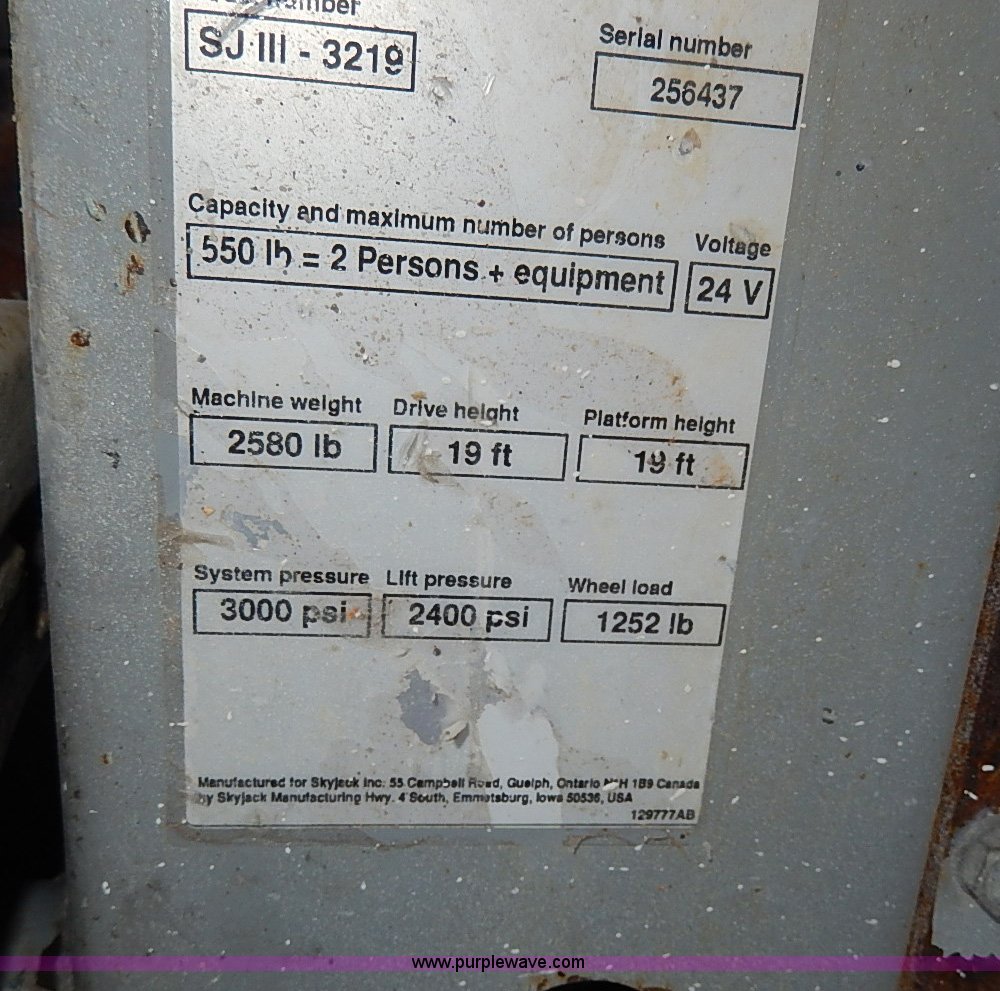 SJ III - 3219
Serial number
256437
Capacity and maximum number of persons
550 lb = 2 Persons + equipment
Voltage
24 V
Machine weight
2580 lb
Drive height
19 ft
Platform height
19 ft
System pressure
3000 psi
Lift pressure
2400 psi
Wheel load
1252 lb
Manufactured for Skyjack Inc. 55 Campbell Road, Guelph, Ontario 1B9 Canada
by Skyjack Manufacturing Hwy. 4 South, Emmetsburg, Iowa 50536, USA
129777AB
www.purplewave.com